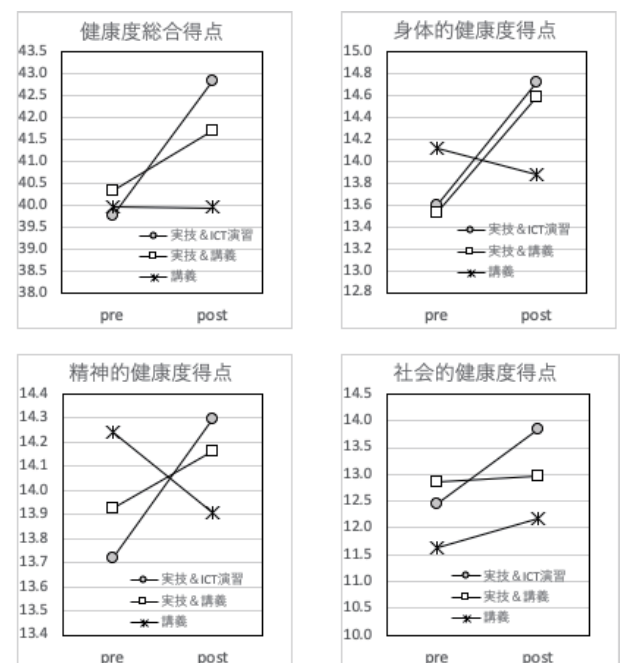 健康度総合得点
43.5
43.0
42.5
42.0
41.5
41.0
40.5
40.0
39.5
39.0
38.5
38.0
実技＆ICT演習
実技＆講義
講義
pre post
身体的健康度得点
15.0
14.8
14.6
14.4
14.2
14.0
13.8
13.6
13.4
13.2
13.0
12.8
実技＆ICT演習
実技＆講義
講義
pre post
精神的健康度得点
14.4
14.3
14.2
14.1
14.0
13.9
13.8
13.7
13.6
13.5
13.4
実技＆ICT演習
実技＆講義
講義
pre post
社会的健康度得点
14.5
14.0
13.5
13.0
12.5
12.0
11.5
11.0
10.5
10.0
実技＆ICT演習
実技＆講義
講義
pre post